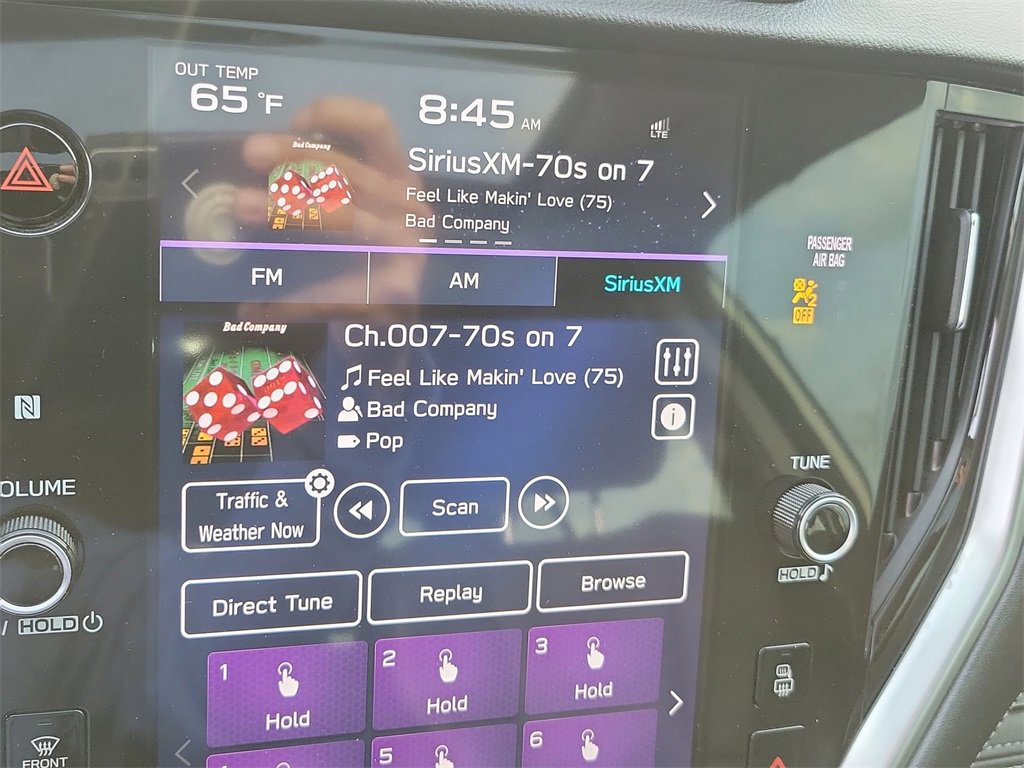 OUT TEMP
65 °F
8:45 AM
LTE
Bad Company
SiriusXM-70s on 7
Feel Like Makin' Love (75)
Bad Company
FM
AM
SiriusXM
PASSENGER
AIR BAG
2
OFF
Bad Company
Ch.007-70s on 7
Feel Like Makin' Love (75)
Bad Company
Pop
i
N
OLUME
/ HOLD
TUNE
HOLD
Traffic &
Weather Now
Scan
Direct Tune
Replay
Browse
1
Hold
2
Hold
3
Hold
5
6
FRONT